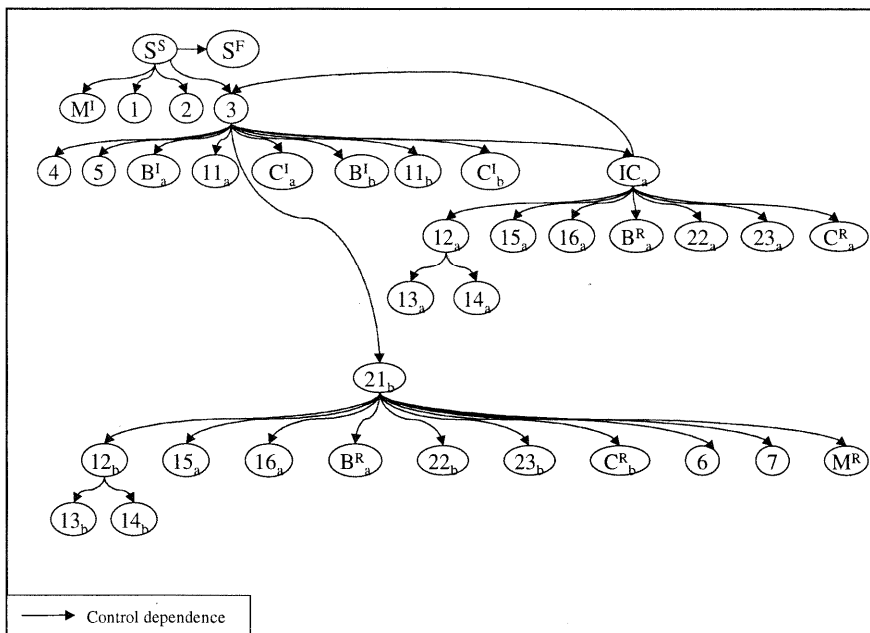 S^S S^F
M^I 1 2 3
4 5 B^I_a 11_a C^I_a B^I_b 11_b C^I_b IC_a
12_a 15_a 16_a B^R_a 22_a 23_a C^R_a
13_a 14_a
21_b
12_b 15_a 16_a B^R_a 22_b 23_b C^R_b 6 7 M^R
13_b 14_b
Control dependence